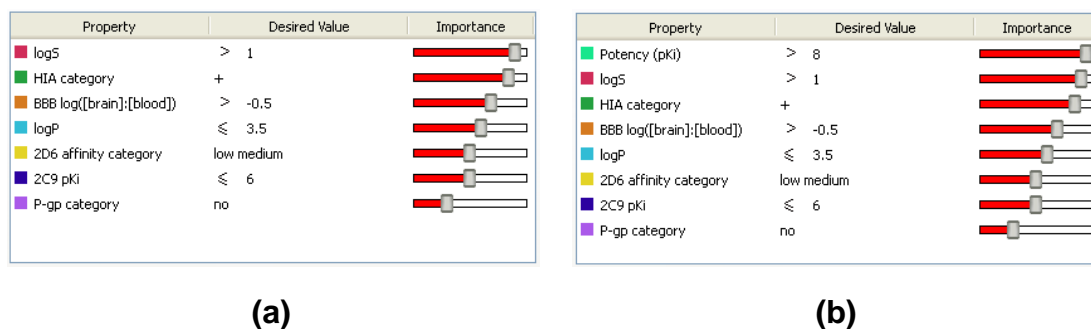 Property Desired Value Importance
logS > 1
HIA category +
BBB log([brain]:[blood]) > -0.5
logP ≤ 3.5
2D6 affinity category low medium
2C9 pKi ≤ 6
P-gp category no
(a)
Property Desired Value Importance
Potency (pKi) > 8
logS > 1
HIA category +
BBB log([brain]:[blood]) > -0.5
logP ≤ 3.5
2D6 affinity category low medium
2C9 pKi ≤ 6
P-gp category no
(b)